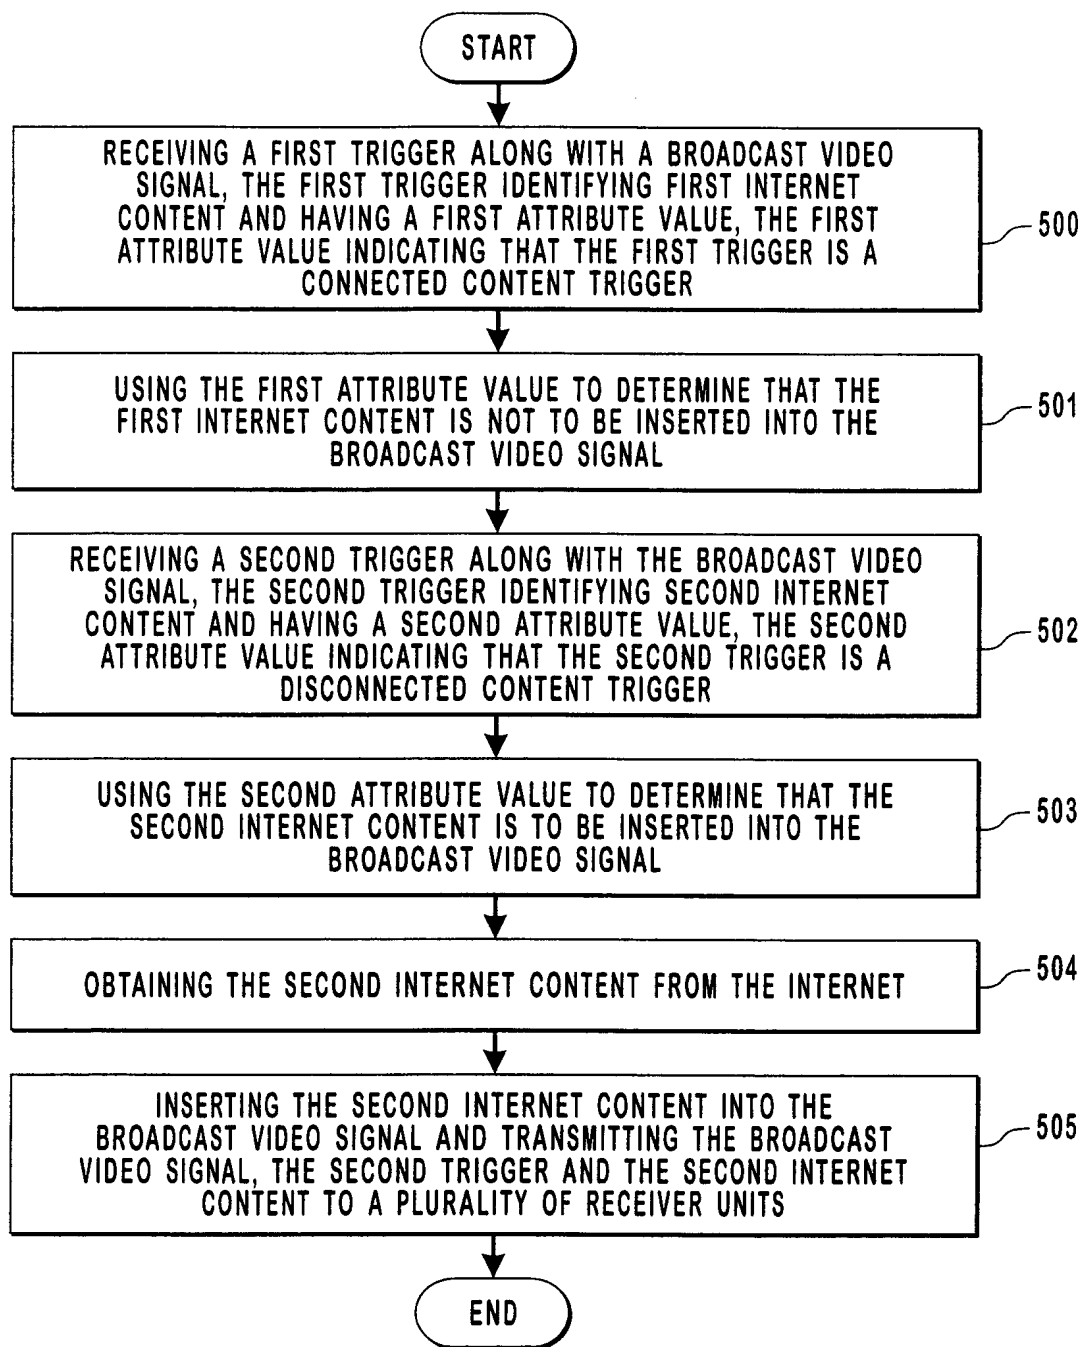 START
RECEIVING A FIRST TRIGGER ALONG WITH A BROADCAST VIDEO
SIGNAL, THE FIRST TRIGGER IDENTIFYING FIRST INTERNET
CONTENT AND HAVING A FIRST ATTRIBUTE VALUE, THE FIRST
ATTRIBUTE VALUE INDICATING THAT THE FIRST TRIGGER IS A
CONNECTED CONTENT TRIGGER
500
USING THE FIRST ATTRIBUTE VALUE TO DETERMINE THAT THE
FIRST INTERNET CONTENT IS NOT TO BE INSERTED INTO THE
BROADCAST VIDEO SIGNAL
501
RECEIVING A SECOND TRIGGER ALONG WITH THE BROADCAST VIDEO
SIGNAL, THE SECOND TRIGGER IDENTIFYING SECOND INTERNET
CONTENT AND HAVING A SECOND ATTRIBUTE VALUE, THE SECOND
ATTRIBUTE VALUE INDICATING THAT THE SECOND TRIGGER IS A
DISCONNECTED CONTENT TRIGGER
502
USING THE SECOND ATTRIBUTE VALUE TO DETERMINE THAT THE
SECOND INTERNET CONTENT IS TO BE INSERTED INTO THE
BROADCAST VIDEO SIGNAL
503
OBTAINING THE SECOND INTERNET CONTENT FROM THE INTERNET
504
INSERTING THE SECOND INTERNET CONTENT INTO THE
BROADCAST VIDEO SIGNAL AND TRANSMITTING THE BROADCAST
VIDEO SIGNAL, THE SECOND TRIGGER AND THE SECOND INTERNET
CONTENT TO A PLURALITY OF RECEIVER UNITS
505
END